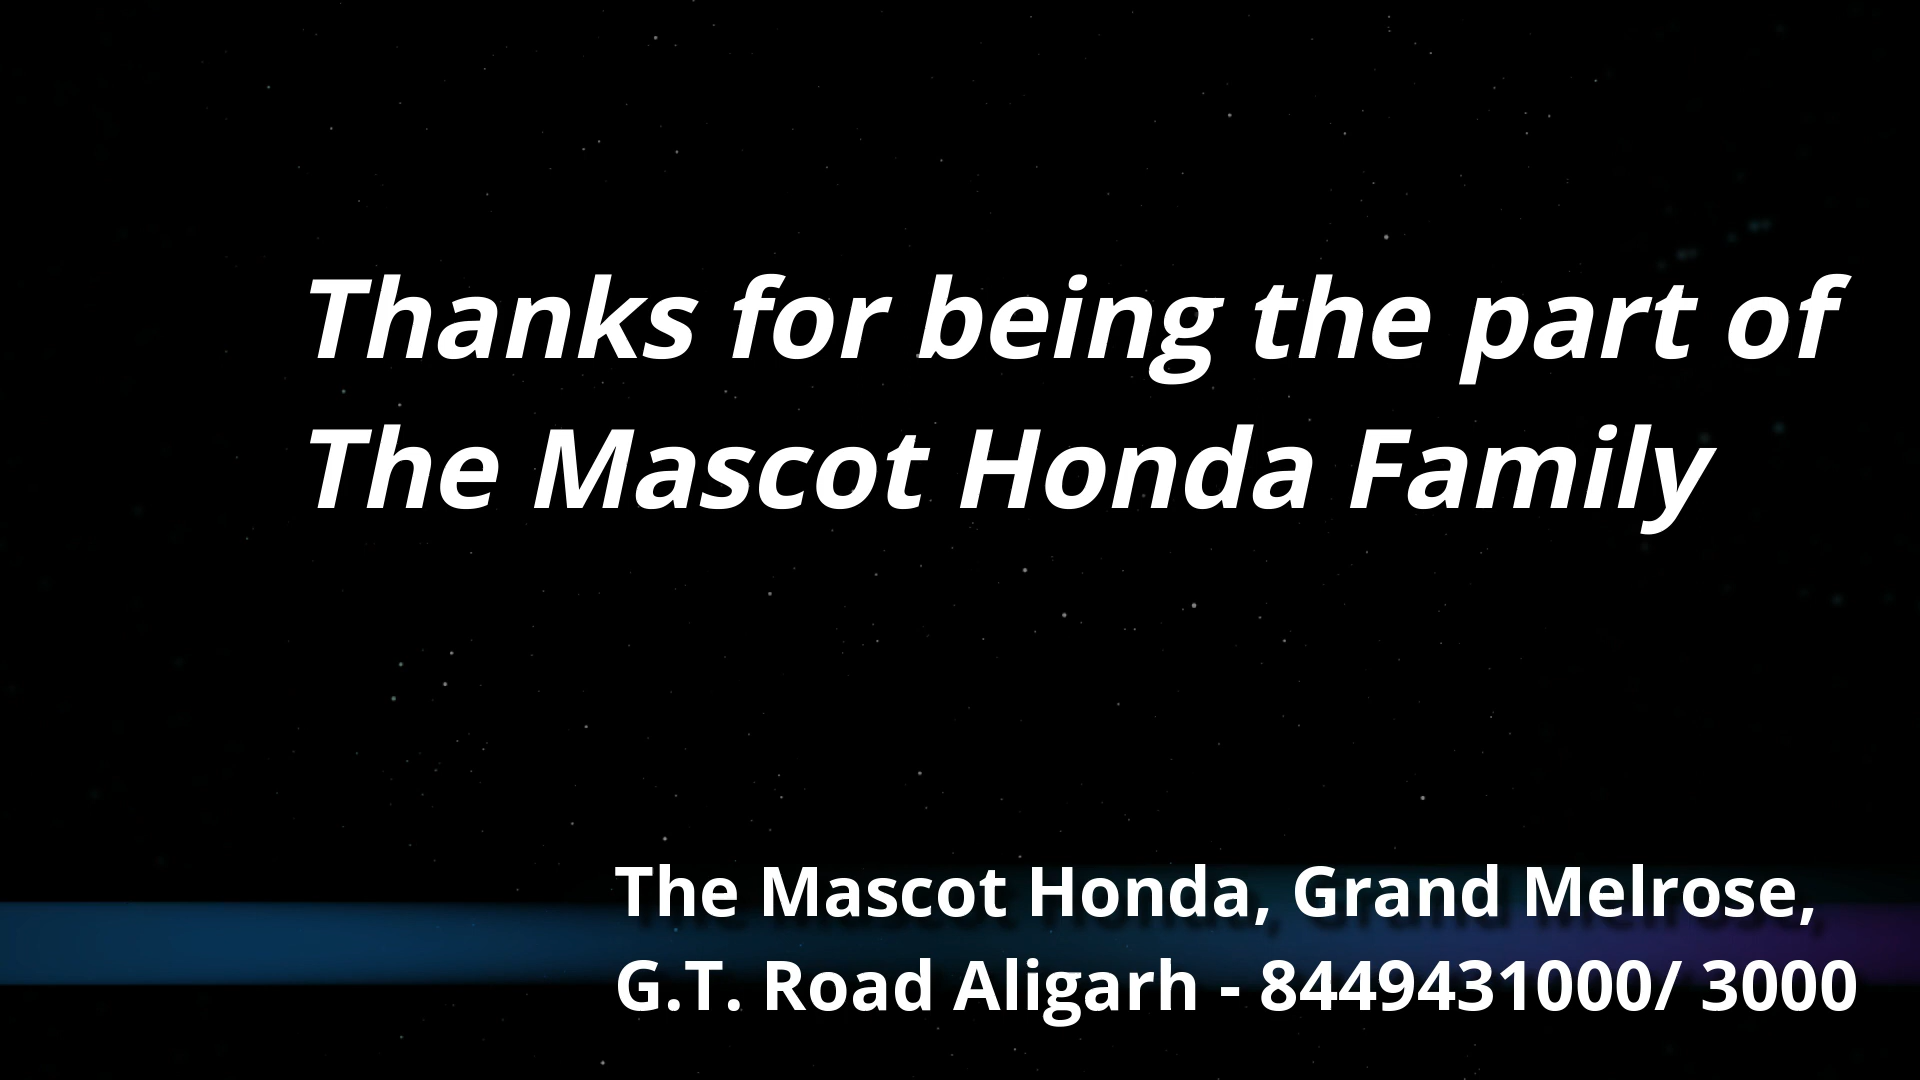 Thanks for being the part of
The Mascot Honda Family
The Mascot Honda, Grand Melrose,
G.T. Road Aligarh - 8449431000/ 3000